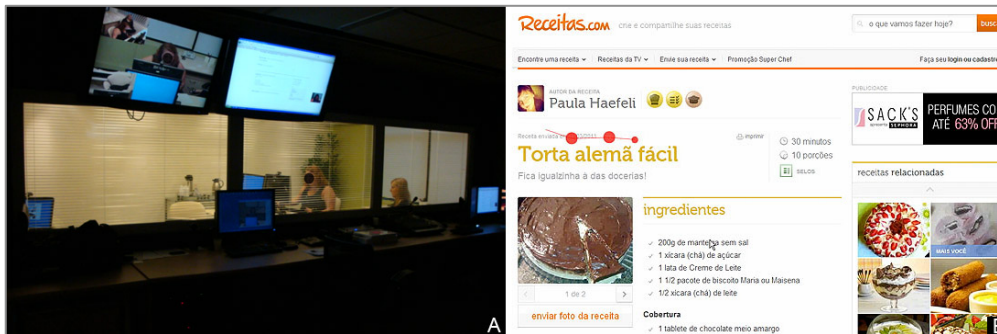 A
Receitas.com
crie e compartilhe suas receitas
o que vamos fazer hoje?
Encontre uma receita
Receitas da TV
Envie sua receita
Promoção Super Chef
Faça seu login ou cadastre
AUTOR DA RECEITA
Paula Haefeli
PUBLICIDADE
SACK'S
SEPHORA
PERFUMES CO
ATÉ 63% OFF
Receita enviada
imprimir
Torta alemã fácil
Fica igualzinha à das docerias!
30 minutos
10 porções
SELOS
receitas relacionadas
MAIS VOCÊ
ingredientes
200g de manteiga sem sal
1 xícara (chá) de açúcar
1 lata de Creme de Leite
1 1/2 pacote de biscoito Maria ou Maisena
1/2 xícara (chá) de leite
1 de 2
enviar foto da receita
Cobertura
1 tablete de chocolate meio amargo